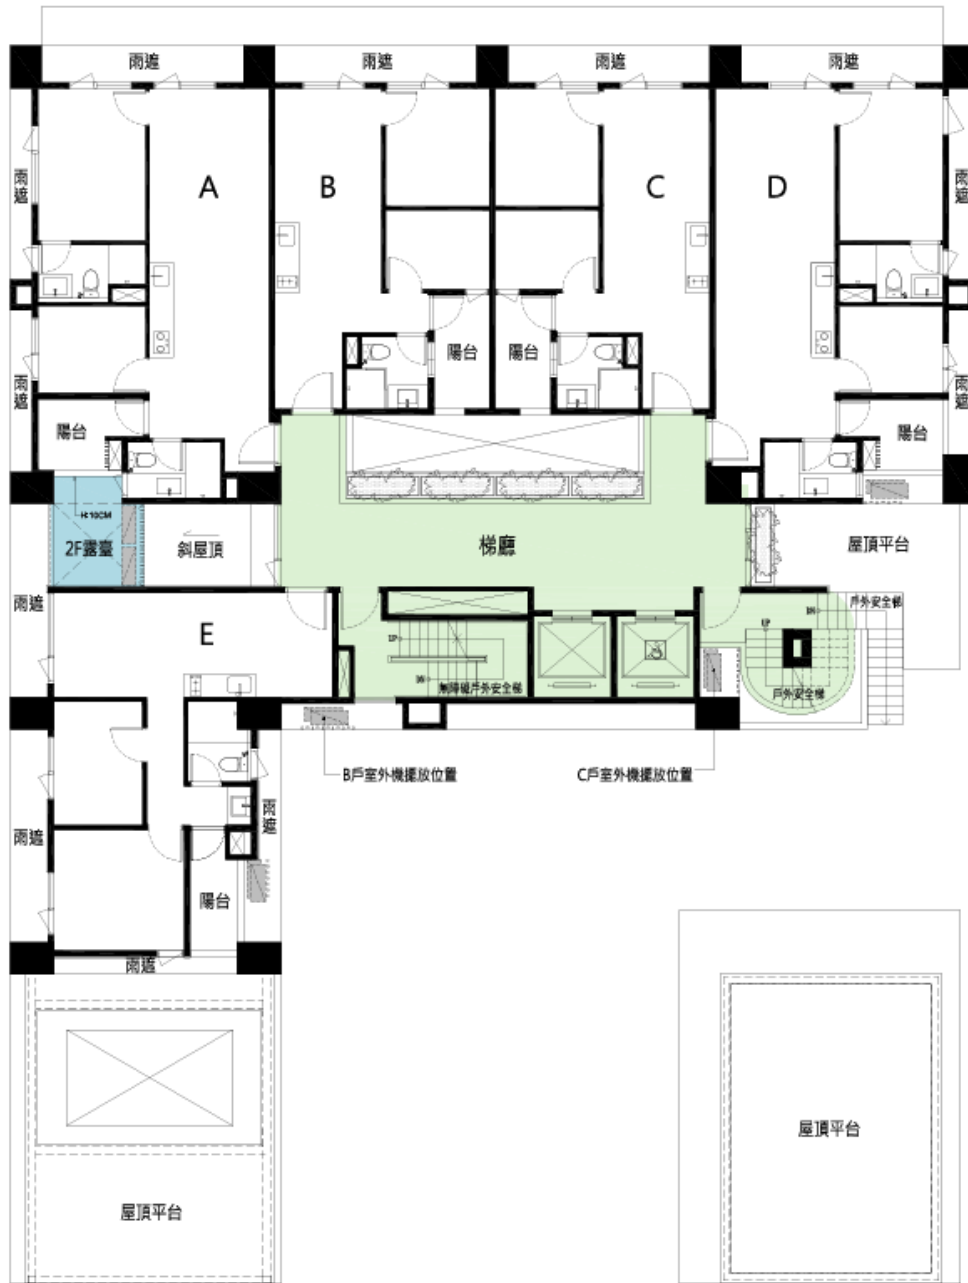 雨遮
雨遮
雨遮
雨遮
雨遮
雨遮
A
B
C
D
雨遮
雨遮
陽台
陽台
陽台
陽台
H:10CM
2F露臺
斜屋頂
梯廳
屋頂平台
雨遮
E
UP
DN
無障礙戶外安全梯
戶外安全梯
DN
UP
戶外安全梯
B戶室外機擺放位置
C戶室外機擺放位置
雨遮
雨遮
陽台
雨遮
屋頂平台
屋頂平台